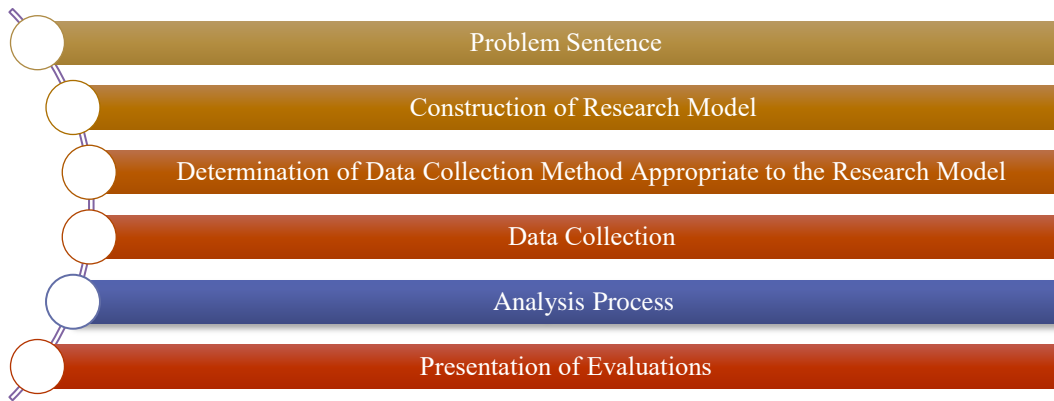 Problem Sentence
Construction of Research Model
Determination of Data Collection Method Appropriate to the Research Model
Data Collection
Analysis Process
Presentation of Evaluations